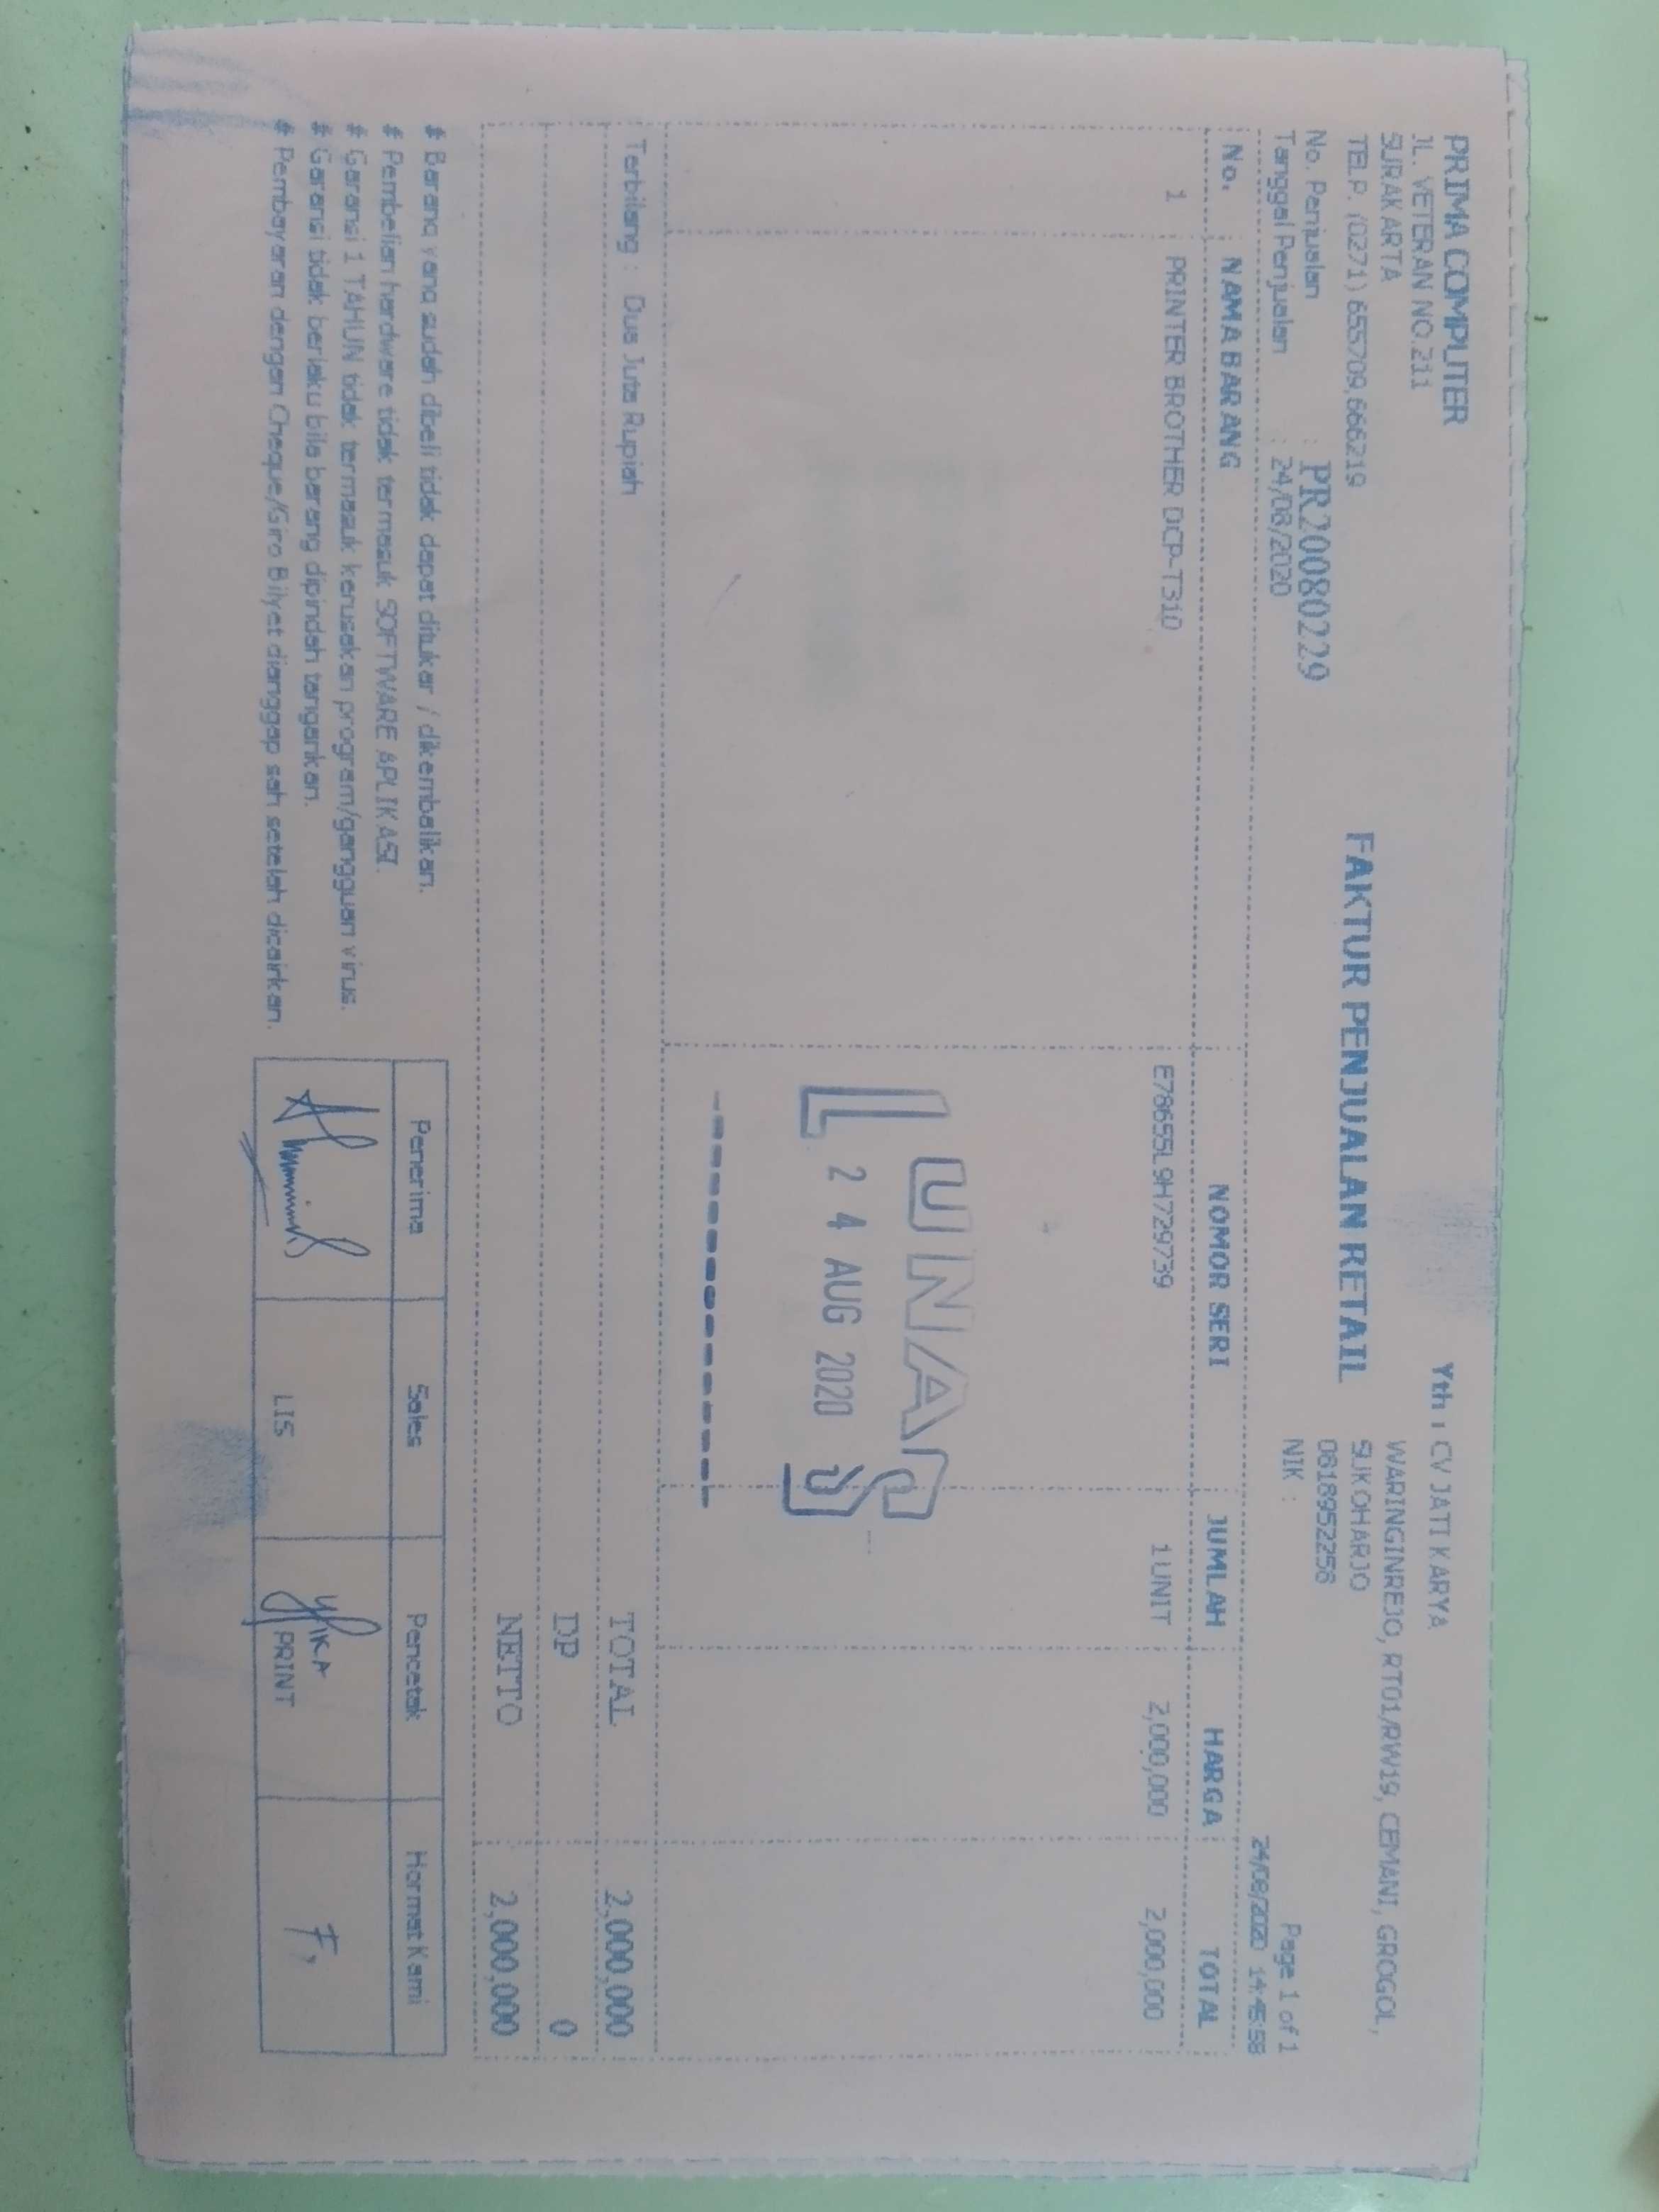 PRIMA COMPUTER
JL. VETERAN NO.211
SURAKARTA
TELP. (0271) 655709,666219
No. Penjualan : PR20080229
Tanggal Penjualan : 24/08/2020
FAKTUR PENJUALAN RETAIL
Yth : CV JATI KARYA
WARINGINREJO, RT01/RW19, CEMANI, GROGOL,
SUKOHARJO
0818952258
NIK :
Page 1 of 1
24/08/2020 14:45:58
No. NAMA BARANG NOMOR SERI JUMLAH HARGA TOTAL
1 PRINTER BROTHER DCP-T310 E78655L9H729739 1 UNIT 2,000,000 2,000,000
LUNAS
24 AUG 2020
Terbilang : Dua Juta Rupiah
TOTAL 2,000,000
DP 0
NETTO 2,000,000
# Barang yang sudah dibeli tidak dapat ditukar / dikembalikan.
# Pembelian hardware tidak termasuk SOFTWARE APLIKASI.
# Garansi 1 TAHUN tidak termasuk kerusakan program/gangguan virus.
# Garansi tidak berlaku bila barang dipindah tangankan.
# Pembayaran dengan Cheque/Giro Bilyet dianggap sah setelah dicairkan.
Penerima Sales Pencetak Hormat Kami
LIS PRINT